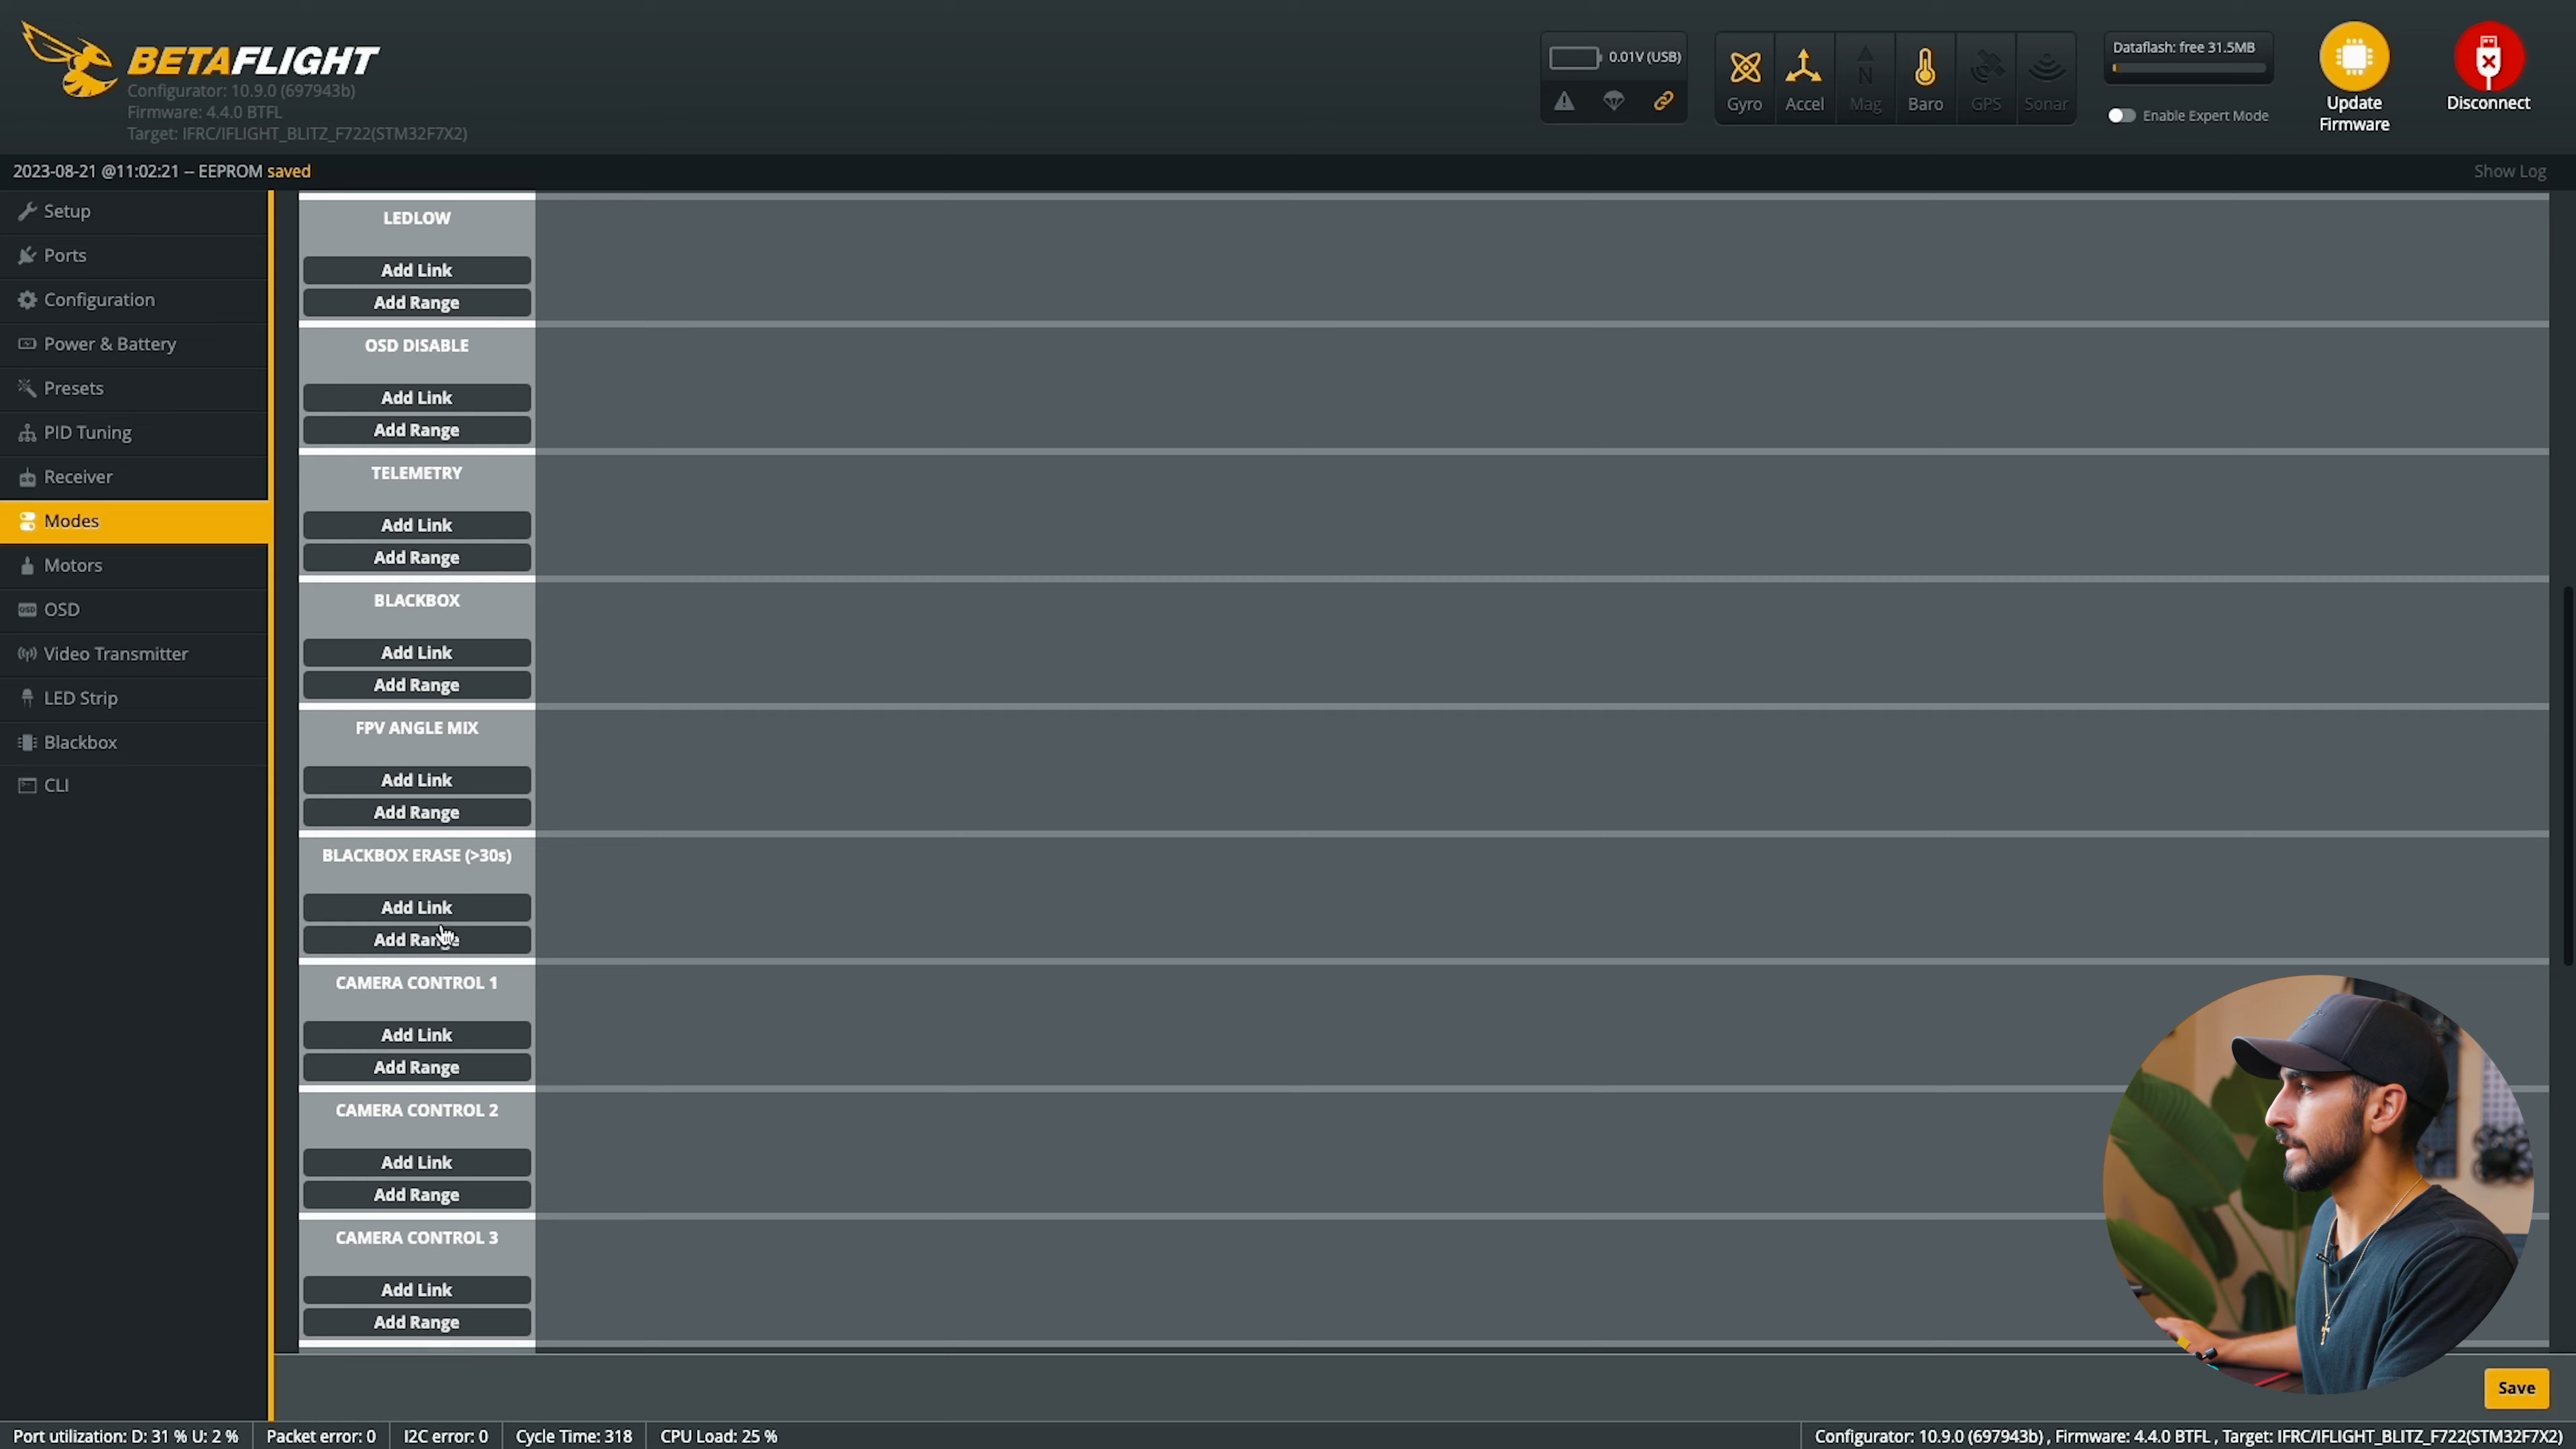 BETAFLIGHT
Configurator: 10.9.0 (697943b)
Firmware: 4.4.0 BTFL
Target: IFRC/IFLIGHT_BLITZ_F722(STM32F7X2)
0.01V (USB)
Gyro
Accel
N
Mag
Baro
GPS
Sonar
Dataflash: free 31.5MB
Enable Expert Mode
Update
Firmware
Disconnect
2023-08-21 @11:02:21 -- EEPROM saved
Show Log
Setup
Ports
Configuration
Power & Battery
Presets
PID Tuning
Receiver
Modes
Motors
OSD
OSD
Video Transmitter
LED Strip
Blackbox
CLI
LEDLOW
Add Link
Add Range
OSD DISABLE
Add Link
Add Range
TELEMETRY
Add Link
Add Range
BLACKBOX
Add Link
Add Range
FPV ANGLE MIX
Add Link
Add Range
BLACKBOX ERASE (>30s)
Add Link
Add Range
CAMERA CONTROL 1
Add Link
Add Range
CAMERA CONTROL 2
Add Link
Add Range
CAMERA CONTROL 3
Add Link
Add Range
Save
Port utilization: D: 31 % U: 2 %
Packet error: 0
I2C error: 0
Cycle Time: 318
CPU Load: 25 %
Configurator: 10.9.0 (697943b) , Firmware: 4.4.0 BTFL , Target: IFRC/IFLIGHT_BLITZ_F722(STM32F7X2)